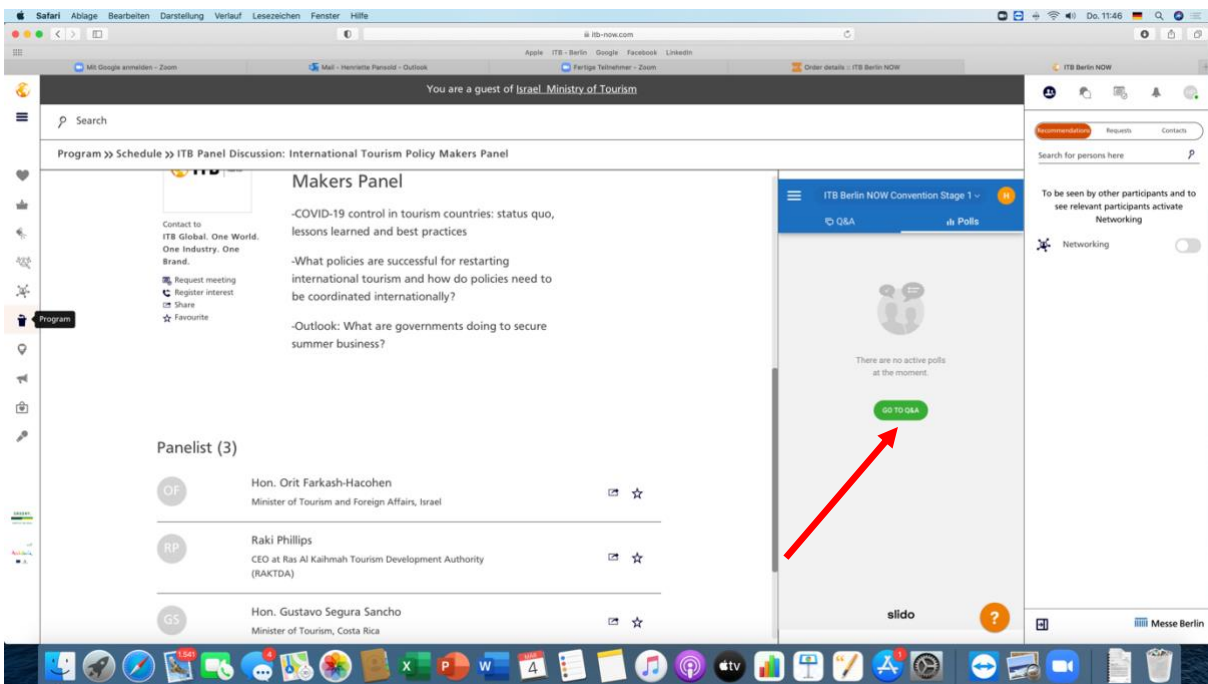 Safari Ablage Bearbeiten Darstellung Verlauf Lesezeichen Fenster Hilfe
Do. 11:46
itb-now.com
Apple ITB - Berlin Google Facebook LinkedIn
Mit Google anmelden - Zoom
Mail - Henriette Pansold - Outlook
Fertige Teilnehmer - Zoom
Order details :: ITB Berlin NOW
ITB Berlin NOW
You are a guest of Israel Ministry of Tourism
Search
Program >> Schedule >> ITB Panel Discussion: International Tourism Policy Makers Panel
Program
Contact to
ITB Global. One World.
One Industry. One
Brand.
Request meeting
Register interest
Share
Favourite
Makers Panel
-COVID-19 control in tourism countries: status quo,
lessons learned and best practices
-What policies are successful for restarting
international tourism and how do policies need to
be coordinated internationally?
-Outlook: What are governments doing to secure
summer business?
Panelist (3)
OF
Hon. Orit Farkash-Hacohen
Minister of Tourism and Foreign Affairs, Israel
RP
Raki Phillips
CEO at Ras Al Kaihmah Tourism Development Authority
(RAKTDA)
GS
Hon. Gustavo Segura Sancho
Minister of Tourism, Costa Rica
ITB Berlin NOW Convention Stage 1
H
Q&A
Polls
There are no active polls
at the moment.
GO TO Q&A
slido
?
Recommendations
Requests
Contacts
Search for persons here
To be seen by other participants and to
see relevant participants activate
Networking
Networking
Messe Berlin
1.541
4
X
P
W
4
tv
1